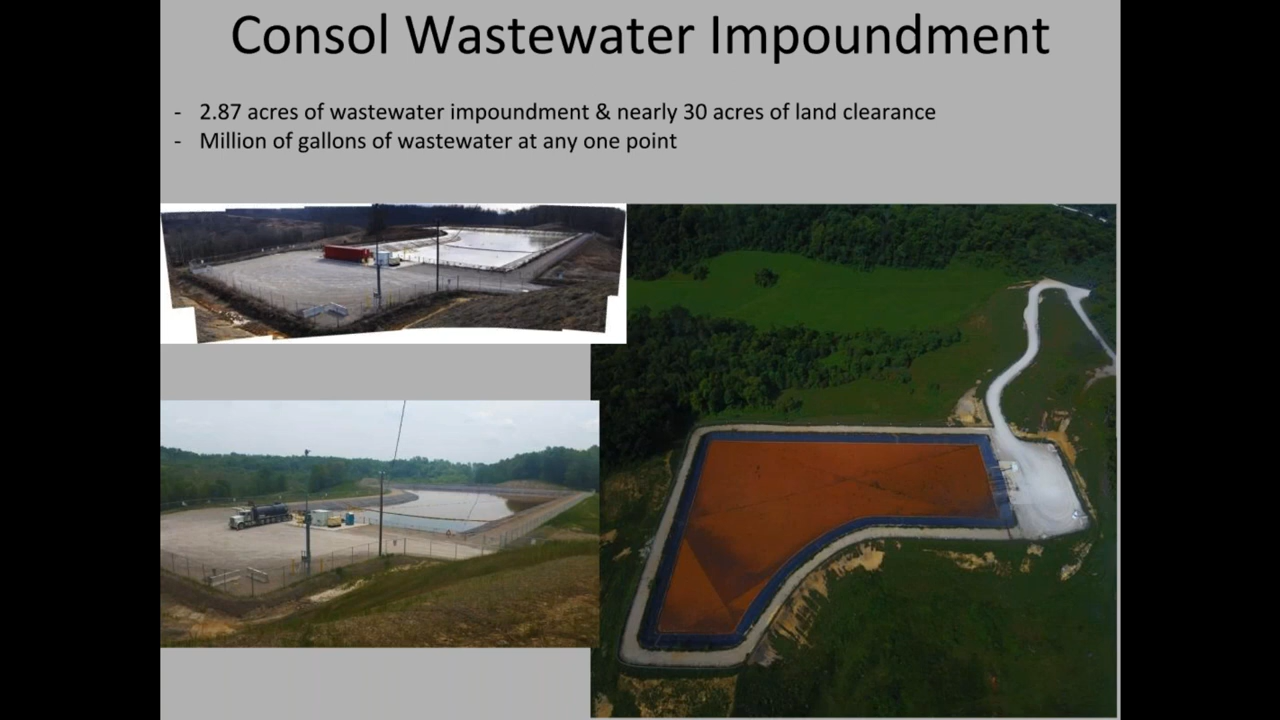 Consol Wastewater Impoundment
- 2.87 acres of wastewater impoundment & nearly 30 acres of land clearance
- Million of gallons of wastewater at any one point